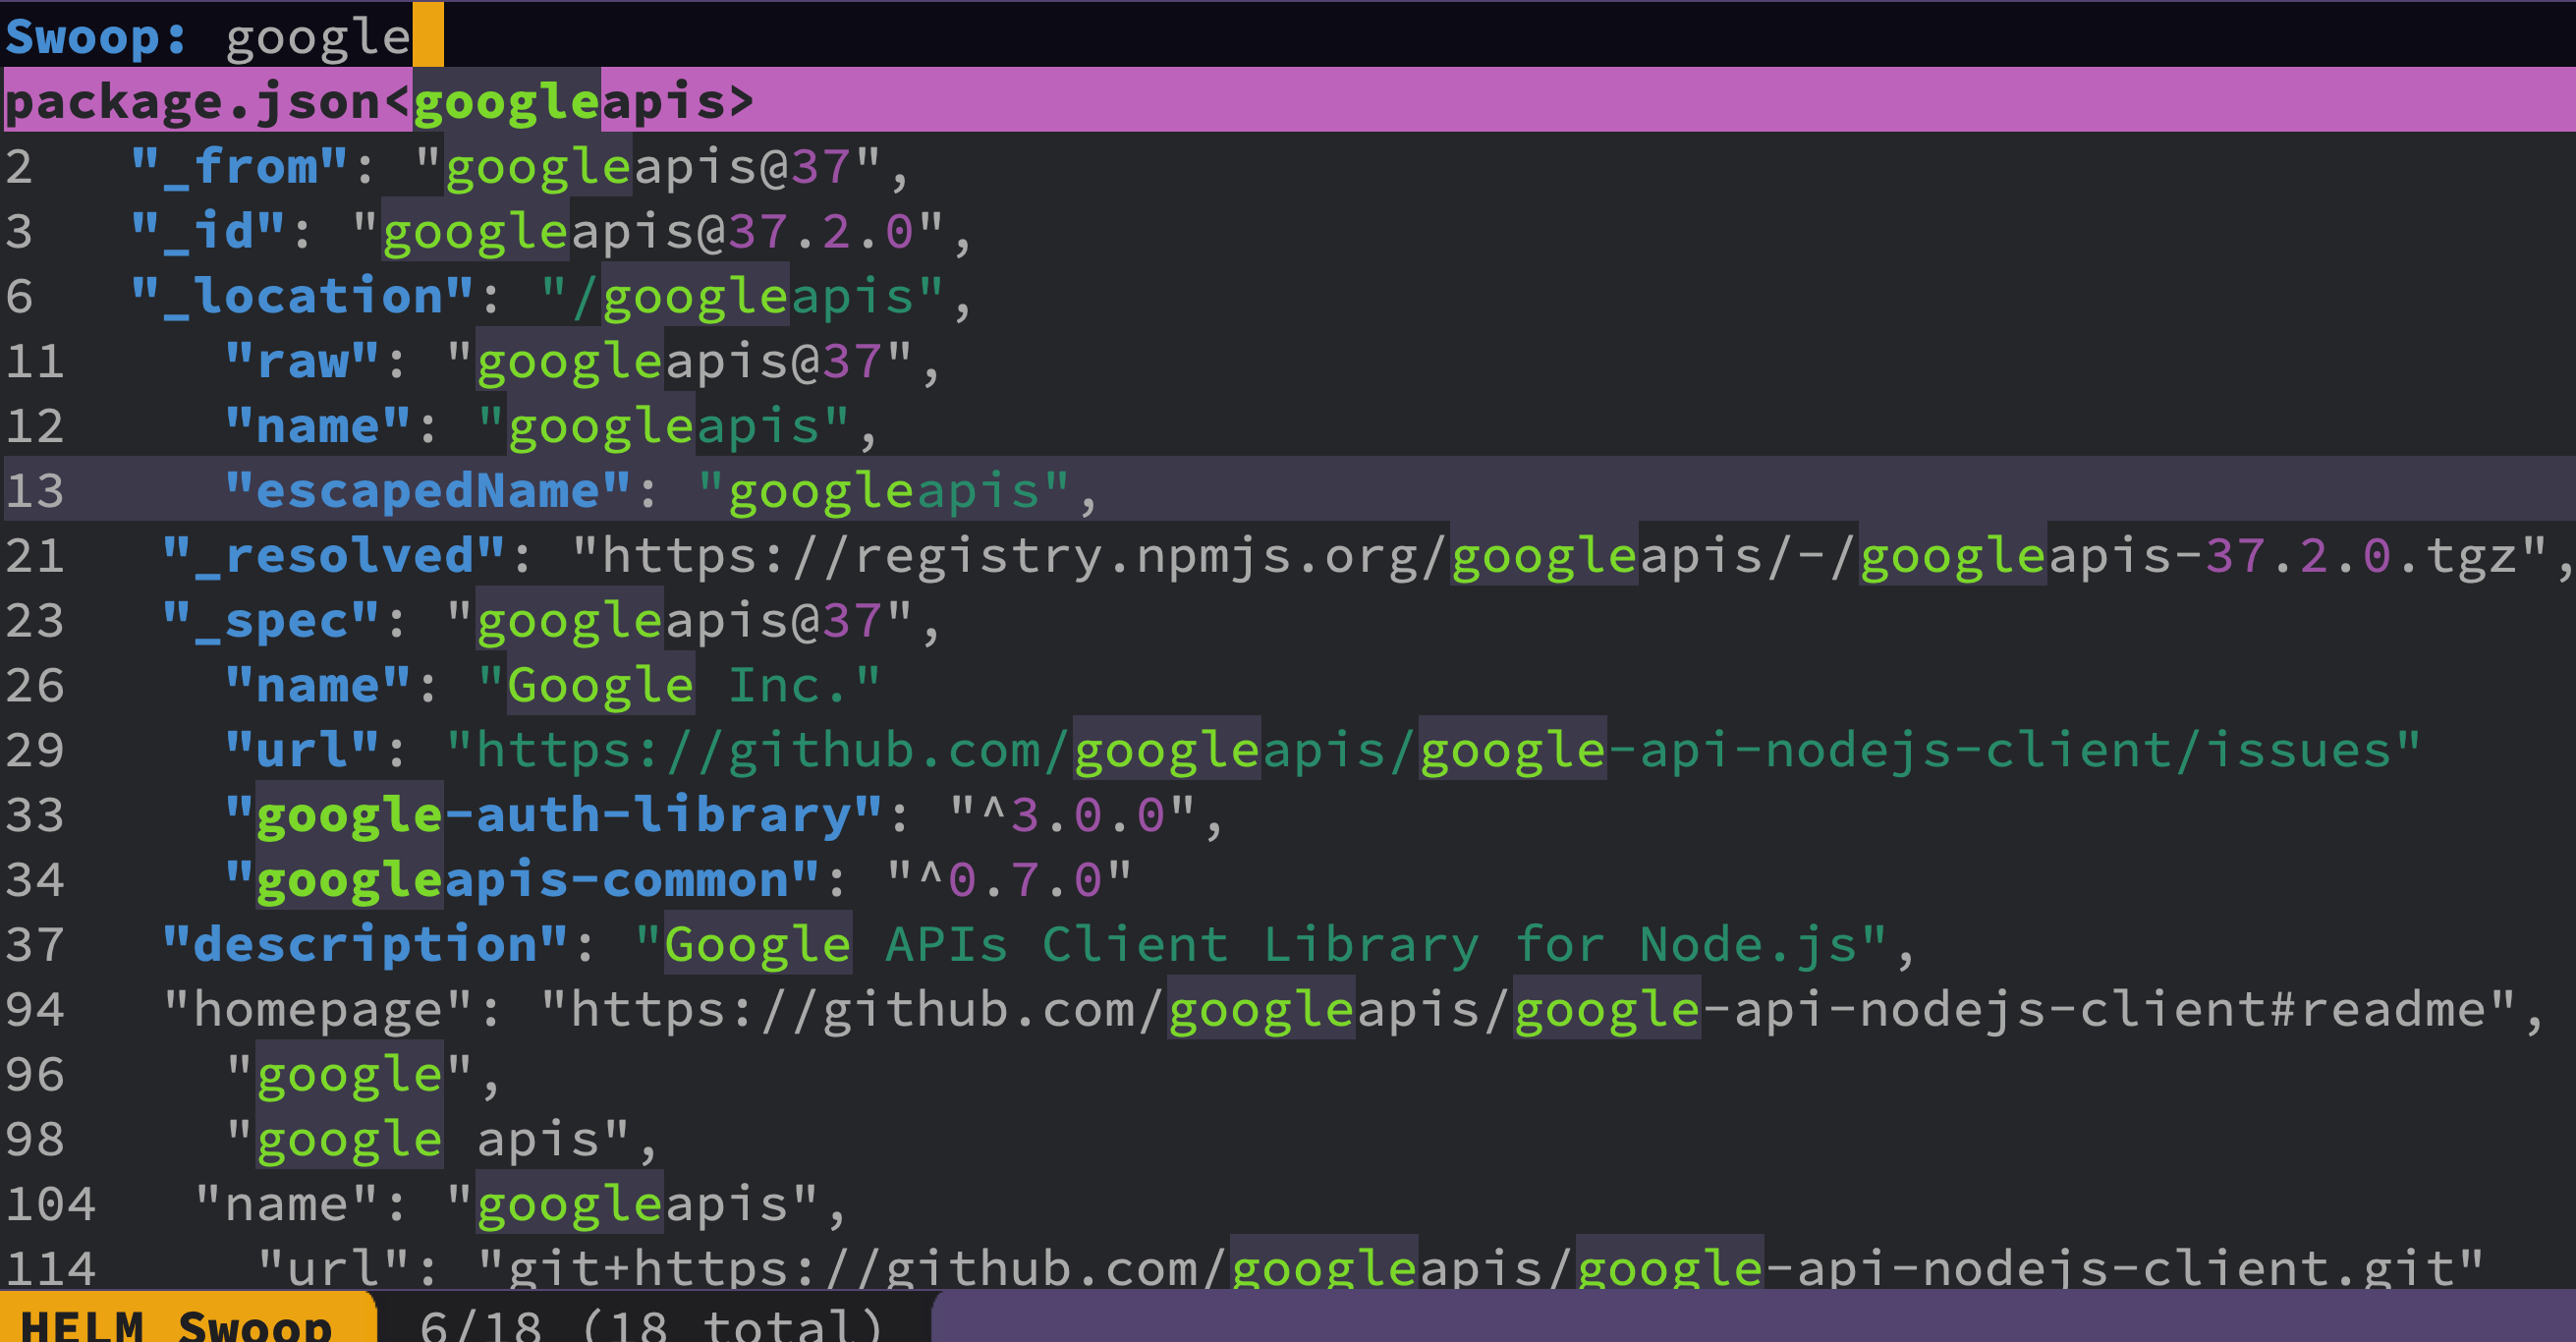 Swoop: google
package.json<googleapis>
2 "_from": "googleapis@37",
3 "_id": "googleapis@37.2.0",
6 "_location": "/googleapis",
11 "raw": "googleapis@37",
12 "name": "googleapis",
13 "escapedName": "googleapis",
21 "_resolved": "https://registry.npmjs.org/googleapis/-/googleapis-37.2.0.tgz",
23 "_spec": "googleapis@37",
26 "name": "Google Inc."
29 "url": "https://github.com/googleapis/google-api-nodejs-client/issues"
33 "google-auth-library": "^3.0.0",
34 "googleapis-common": "^0.7.0"
37 "description": "Google APIs Client Library for Node.js",
94 "homepage": "https://github.com/googleapis/google-api-nodejs-client#readme",
96 "google",
98 "google apis",
104 "name": "googleapis",
114 "url": "git+https://github.com/googleapis/google-api-nodejs-client.git"
HELM Swoop 6/18 (18 total)